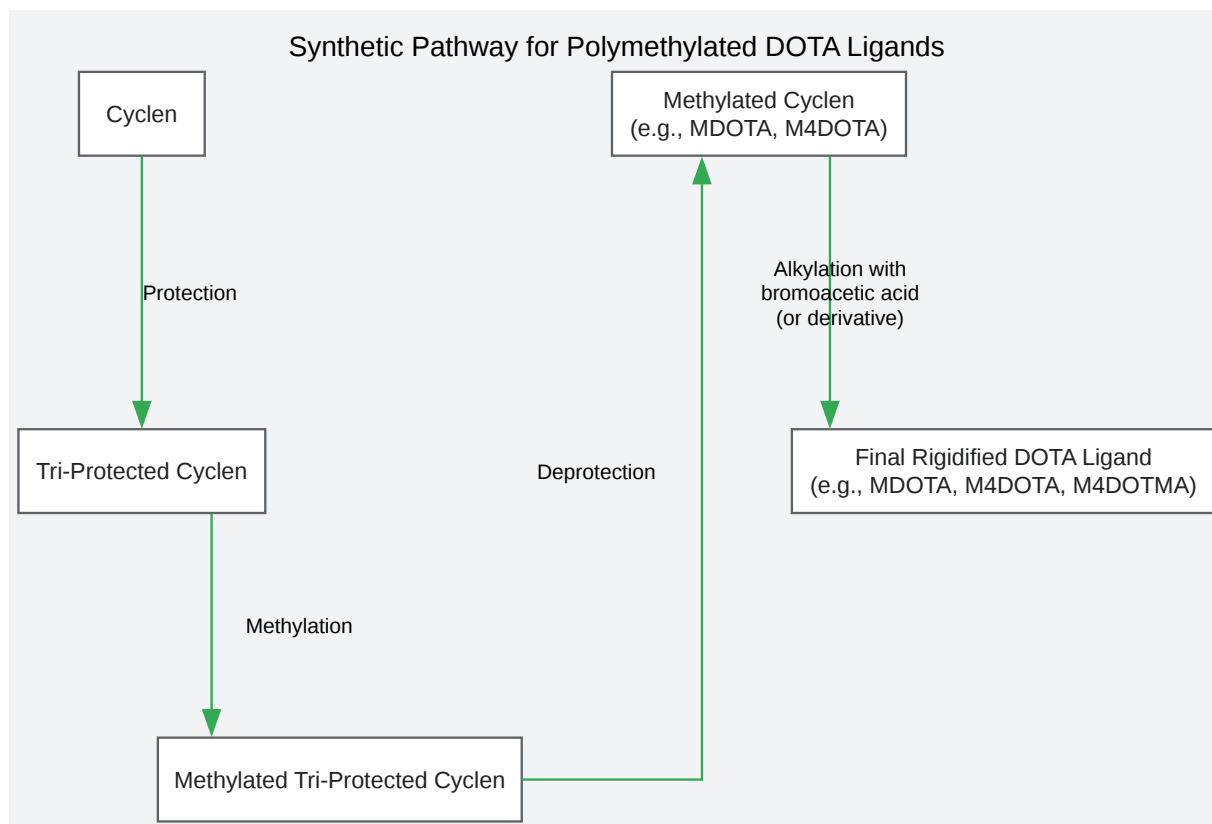 Synthetic Pathway for Polymethylated DOTA Ligands
Cyclen
Protection
Tri-Protected Cyclen
Methylation
Methylated Tri-Protected Cyclen
Deprotection
Methylated Cyclen
(e.g., MDOTA, M4DOTA)
Alkylation with
bromoacetic acid
(or derivative)
Final Rigidified DOTA Ligand
(e.g., MDOTA, M4DOTA, M4DOTMA)